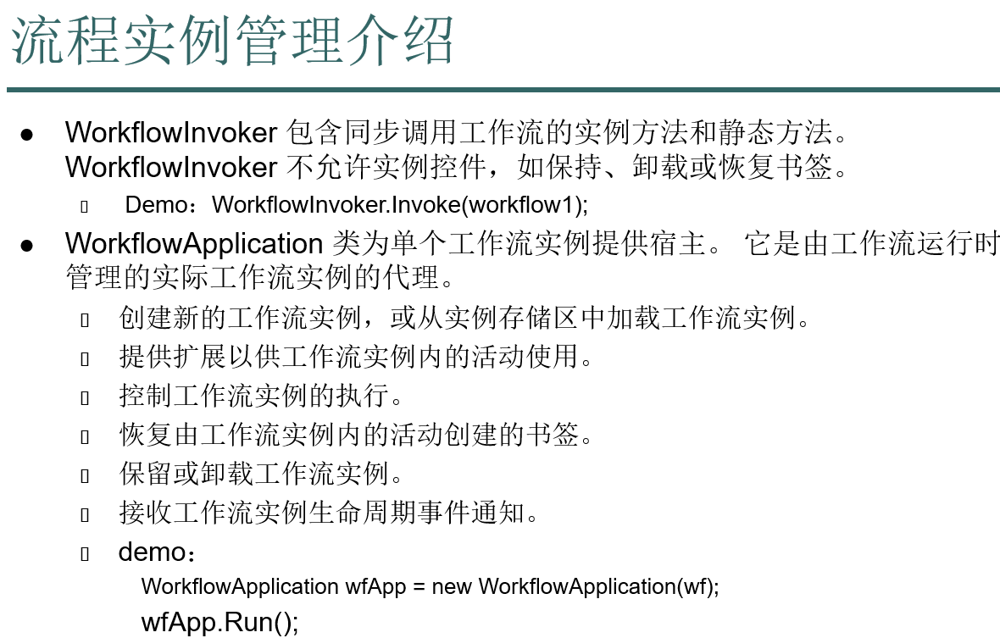 流程实例管理介绍
● WorkflowInvoker 包含同步调用工作流的实例方法和静态方法。
WorkflowInvoker 不允许实例控件，如保持、卸载或恢复书签。
▯ Demo：WorkflowInvoker.Invoke(workflow1);
● WorkflowApplication 类为单个工作流实例提供宿主。 它是由工作流运行时
管理的实际工作流实例的代理。
▯ 创建新的工作流实例，或从实例存储区中加载工作流实例。
▯ 提供扩展以供工作流实例内的活动使用。
▯ 控制工作流实例的执行。
▯ 恢复由工作流实例内的活动创建的书签。
▯ 保留或卸载工作流实例。
▯ 接收工作流实例生命周期事件通知。
▯ demo：
WorkflowApplication wfApp = new WorkflowApplication(wf);
wfApp.Run();